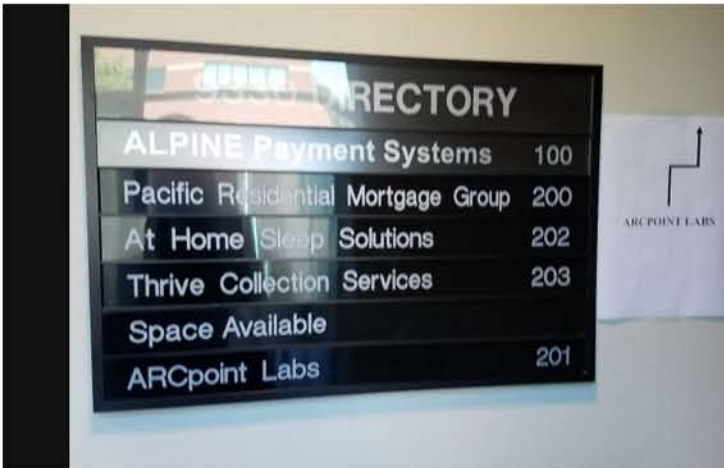 9330 DIRECTORY
ALPINE Payment Systems 100
Pacific Residential Mortgage Group 200
At Home Sleep Solutions 202
Thrive Collection Services 203
Space Available
ARCpoint Labs 201
ARCPOINT LABS